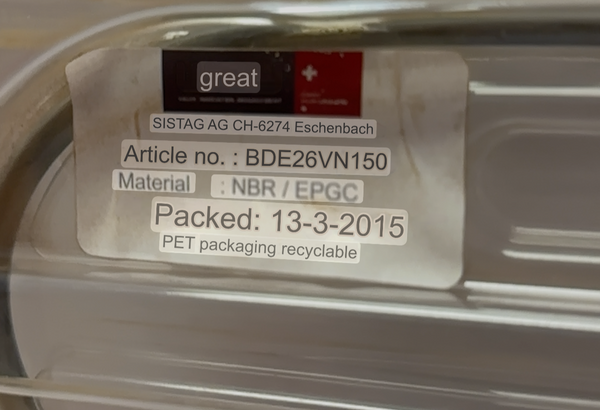 great
SISTAG AG CH-6274 Eschenbach
Article no. : BDE26VN150
Material : NBR / EPGC
Packed: 13-3-2015
PET packaging recyclable